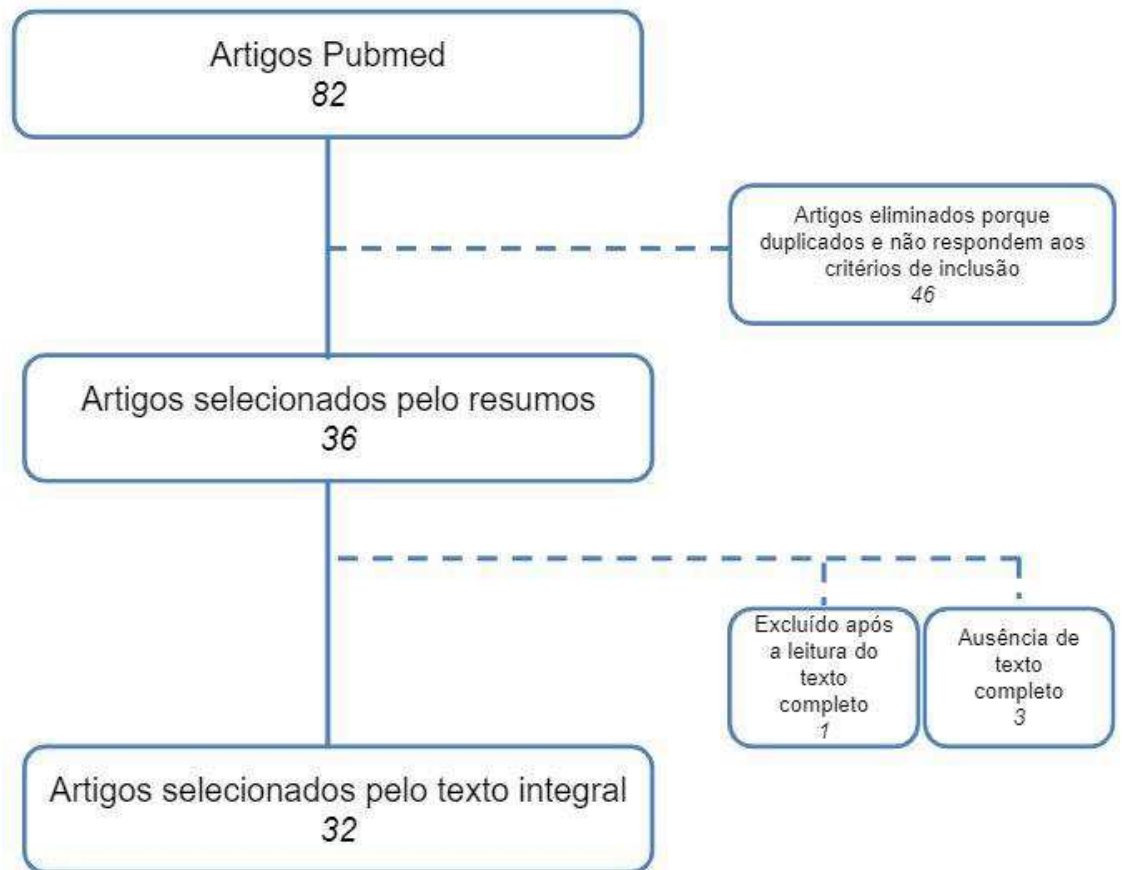 Artigos Pubmed
82
Artigos eliminados porque
duplicados e não respondem aos
critérios de inclusão
46
Artigos selecionados pelo resumos
36
Excluído após
a leitura do
texto
completo
1
Ausência de
texto
completo
3
Artigos selecionados pelo texto integral
32